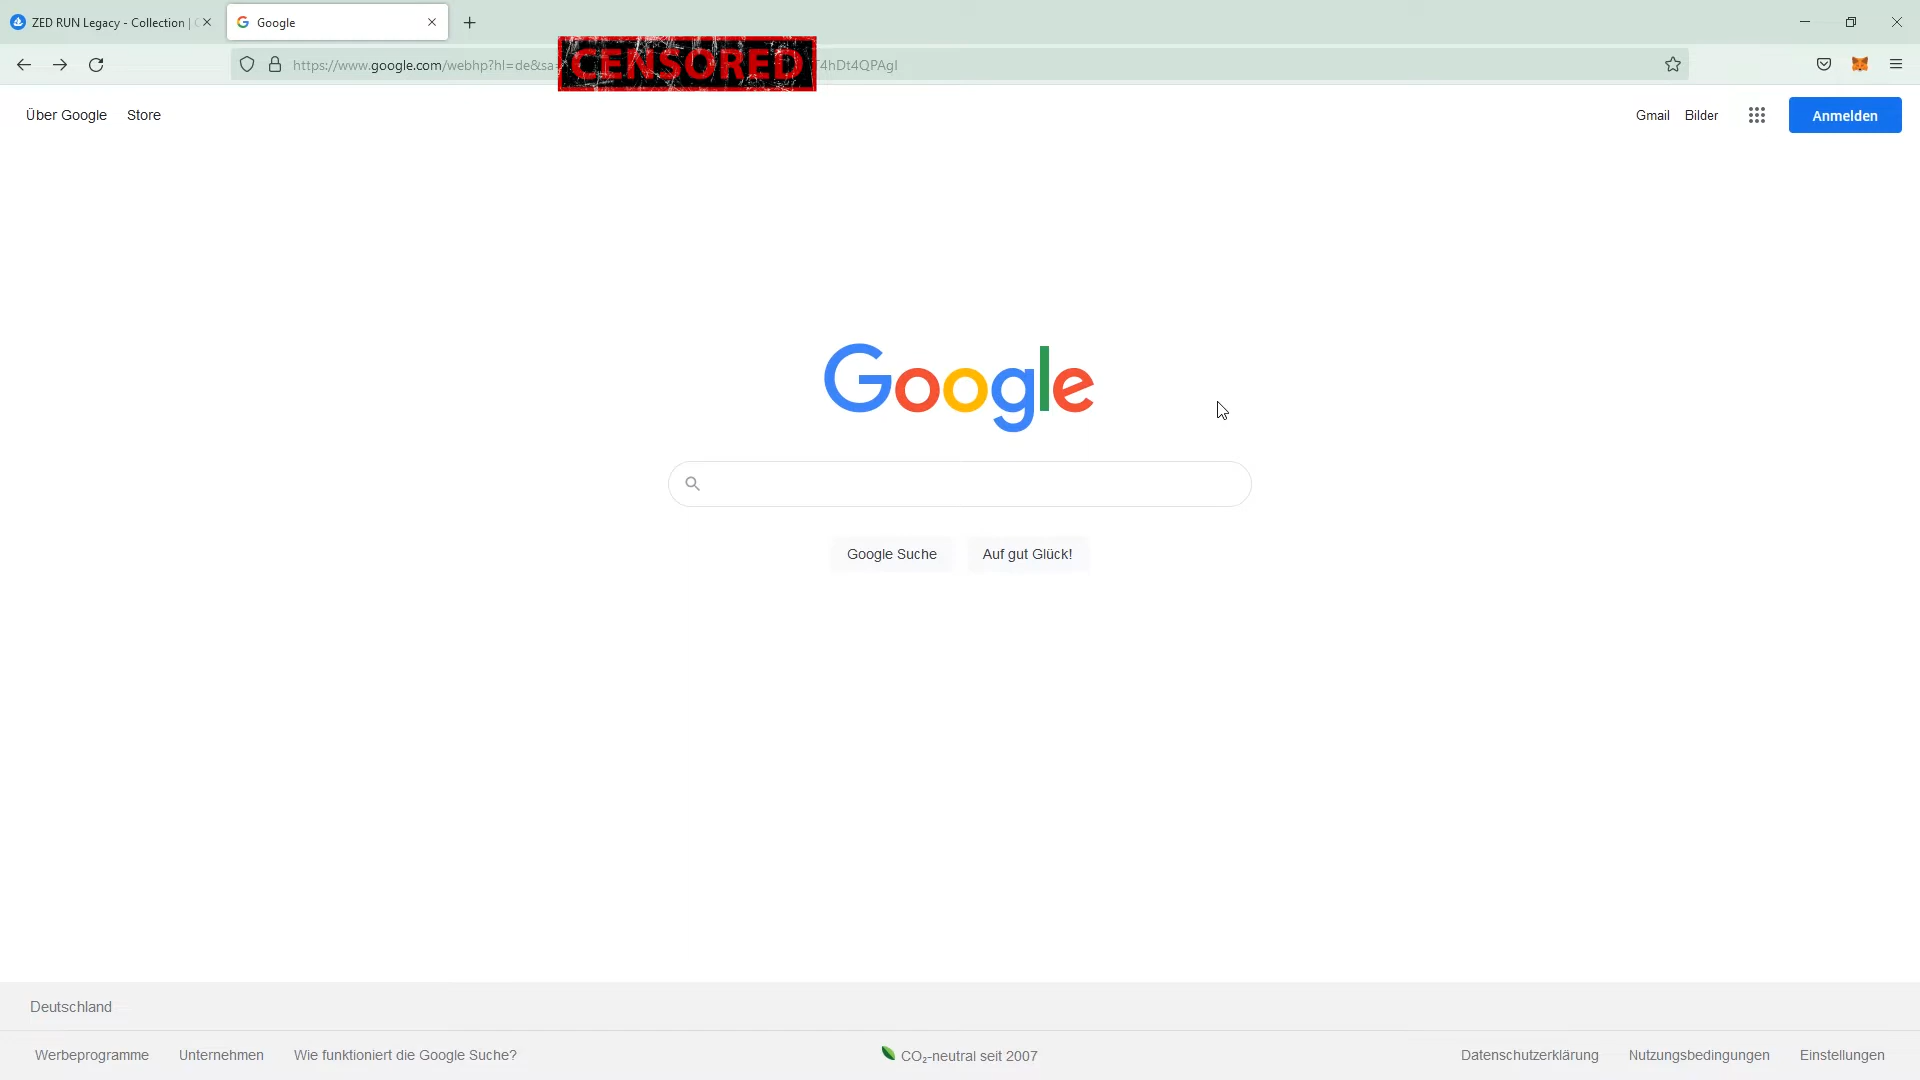 ZED RUN Legacy - Collection |
Google
https://www.google.com/webhp?hl=de&sa= CENSORED T4hDt4QPAgI
Über Google Store Gmail Bilder Anmelden
Google
Google Suche Auf gut Glück!
Deutschland
Werbeprogramme Unternehmen Wie funktioniert die Google Suche? CO₂-neutral seit 2007 Datenschutzerklärung Nutzungsbedingungen Einstellungen